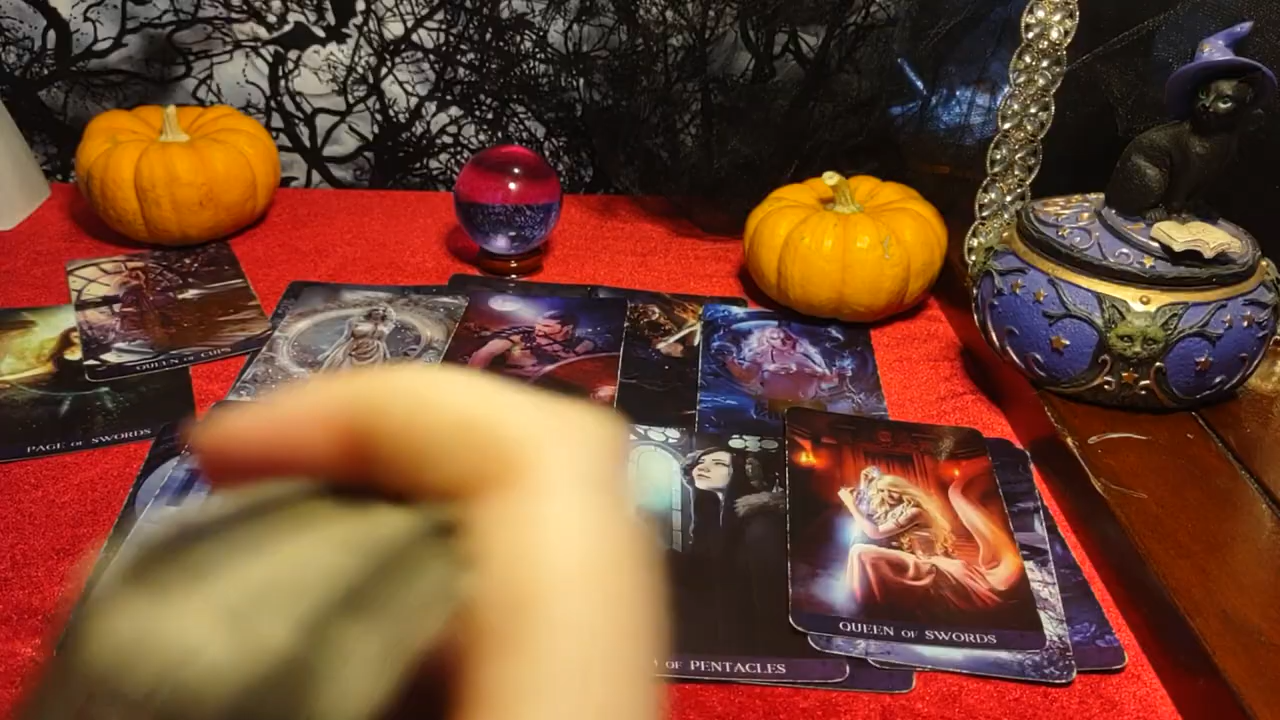 QUEEN OF CUPS
PAGE OF SWORDS
QUEEN OF SWORDS
OF PENTACLES